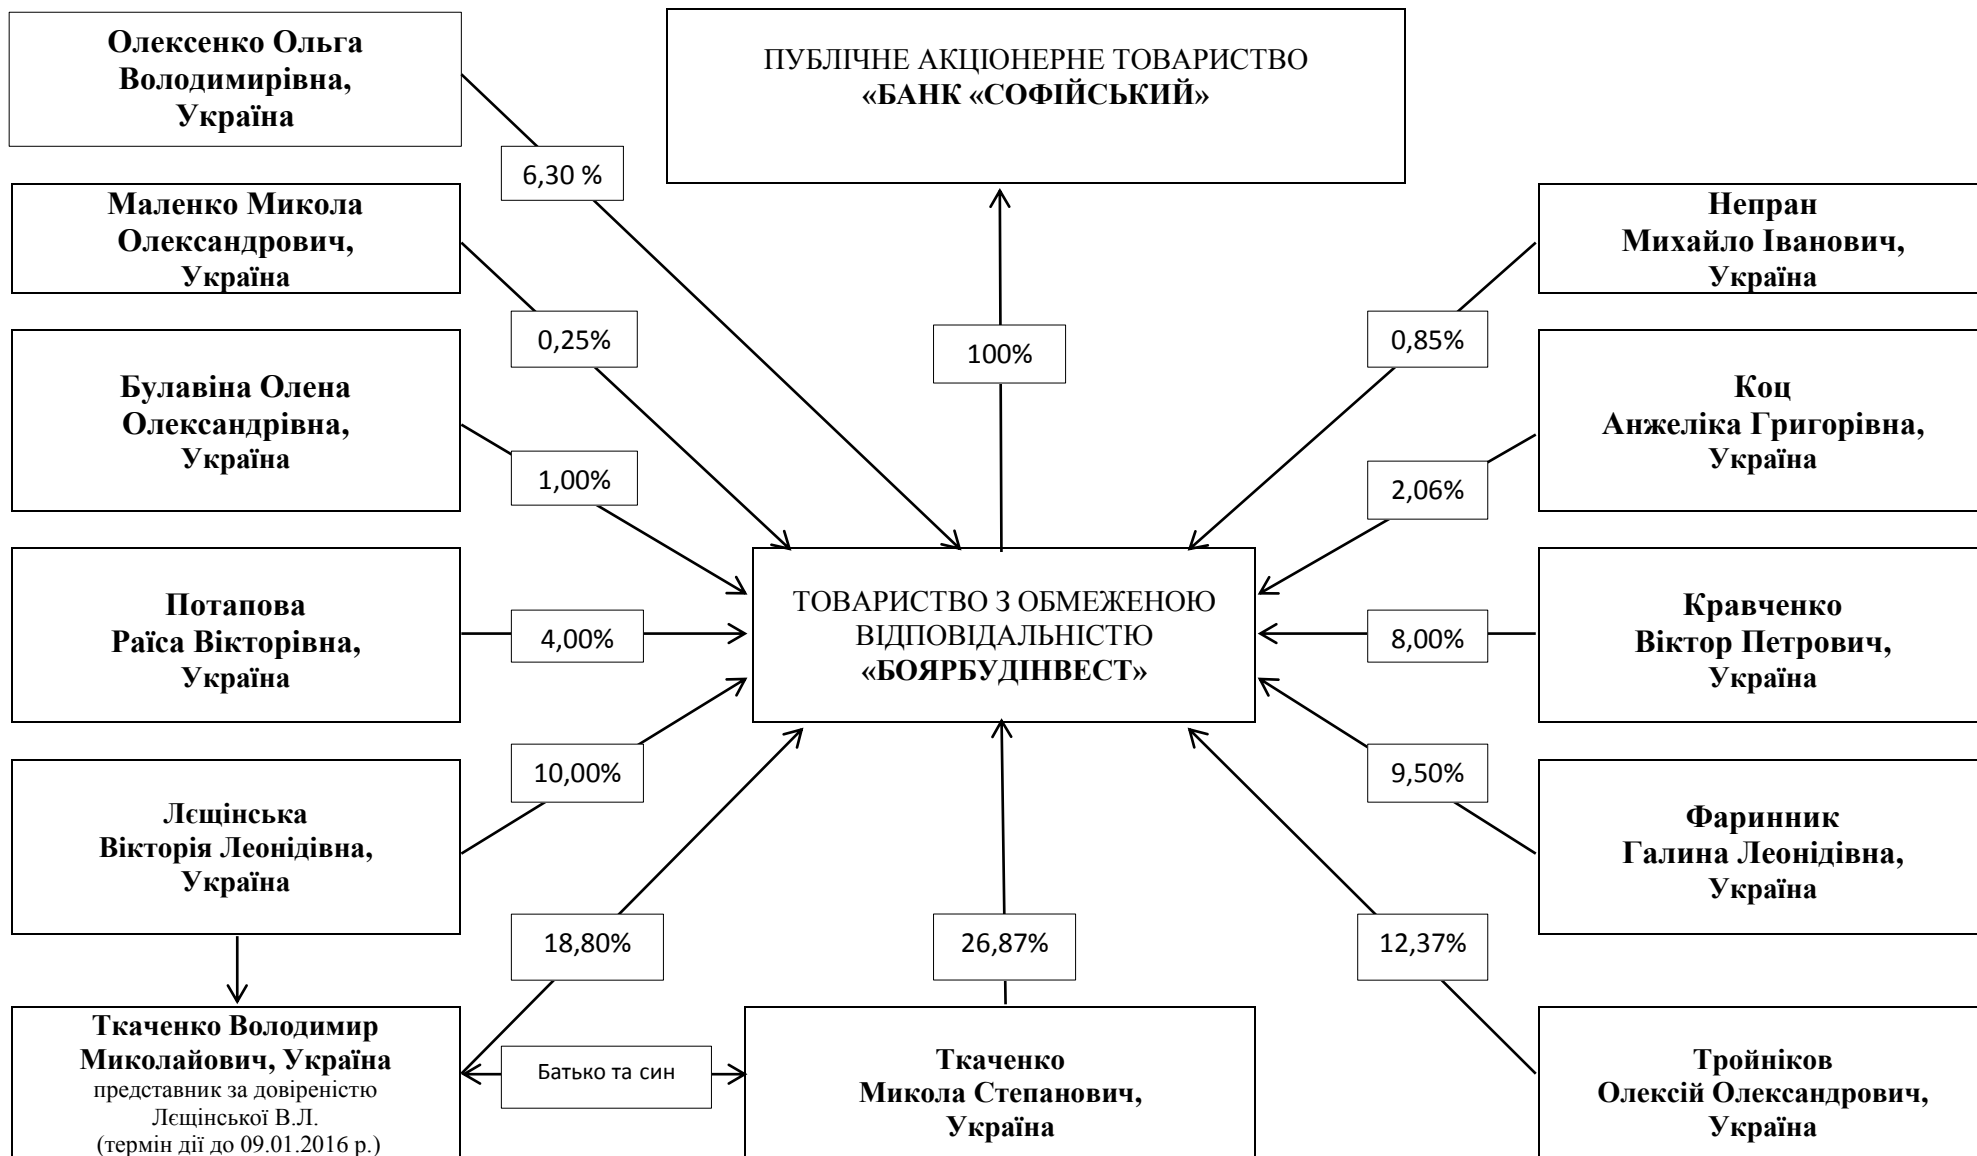 Олексенко Ольга
Володимирівна,
Україна
ПУБЛІЧНЕ АКЦІОНЕРНЕ ТОВАРИСТВО
«БАНК «СОФІЙСЬКИЙ»
6,30 %
Маленко Микола
Олександрович,
Україна
Непран
Михайло Іванович,
Україна
0,25%
100%
0,85%
Булавіна Олена
Олександрівна,
Україна
Коц
Анжеліка Григорівна,
Україна
1,00%
2,06%
Потапова
Раїса Вікторівна,
Україна
4,00%
ТОВАРИСТВО З ОБМЕЖЕНОЮ
ВІДПОВІДАЛЬНІСТЮ
«БОЯРБУДІНВЕСТ»
8,00%
Кравченко
Віктор Петрович,
Україна
10,00%
9,50%
Лєщінська
Вікторія Леонідівна,
Україна
Фаринник
Галина Леонідівна,
Україна
18,80%
26,87%
12,37%
Ткаченко Володимир
Миколайович, Україна
представник за довіреністю
Лєщінської В.Л.
(термін дії до 09.01.2016 р.)
Батько та син
Ткаченко
Микола Степанович,
Україна
Тройніков
Олексій Олександрович,
Україна